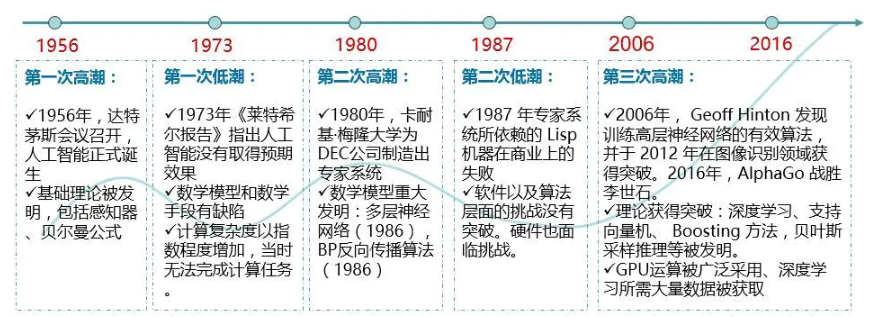 1956
1973
1980
1987
2006
2016
第一次高潮：
✓1956年，达特
茅斯会议召开，
人工智能正式诞
生
✓基础理论被发
明，包括感知器
、贝尔曼公式
第一次低潮：
✓1973年《莱特希
尔报告》指出人工
智能没有取得预期
效果
✓数学模型和数学
手段有缺陷
✓计算复杂度以指
数程度增加，当时
无法完成计算任务
。
第二次高潮：
✓1980年，卡耐
基·梅隆大学为
DEC公司制造出
专家系统
✓数学模型重大
发明：多层神经
网络（1986），
BP反向传播算法
（1986）
第二次低潮：
✓1987 年专家系
统所依赖的 Lisp
机器在商业上的
失败
✓软件以及算法
层面的挑战没有
突破。硬件也面
临挑战。
第三次高潮：
✓2006年， Geoff Hinton 发现
训练高层神经网络的有效算法，
并于 2012 年在图像识别领域获
得突破。2016年，AlphaGo 战胜
李世石。
✓理论获得突破：深度学习、支持
向量机、 Boosting 方法，贝叶斯
采样推理等被发明。
✓GPU运算被广泛采用、深度学
习所需大量数据被获取